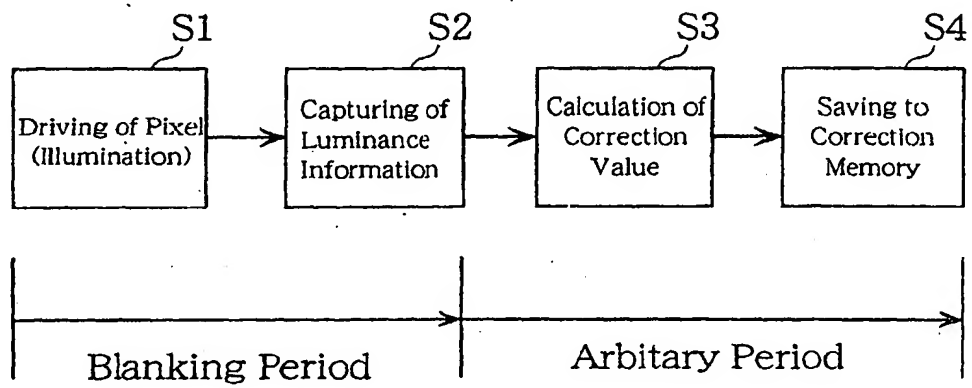 S1
S2
S3
S4
Driving of Pixel
(Illumination)
Capturing of
Luminance
Information
Calculation of
Correction
Value
Saving to
Correction
Memory
Blanking Period
Arbitary Period